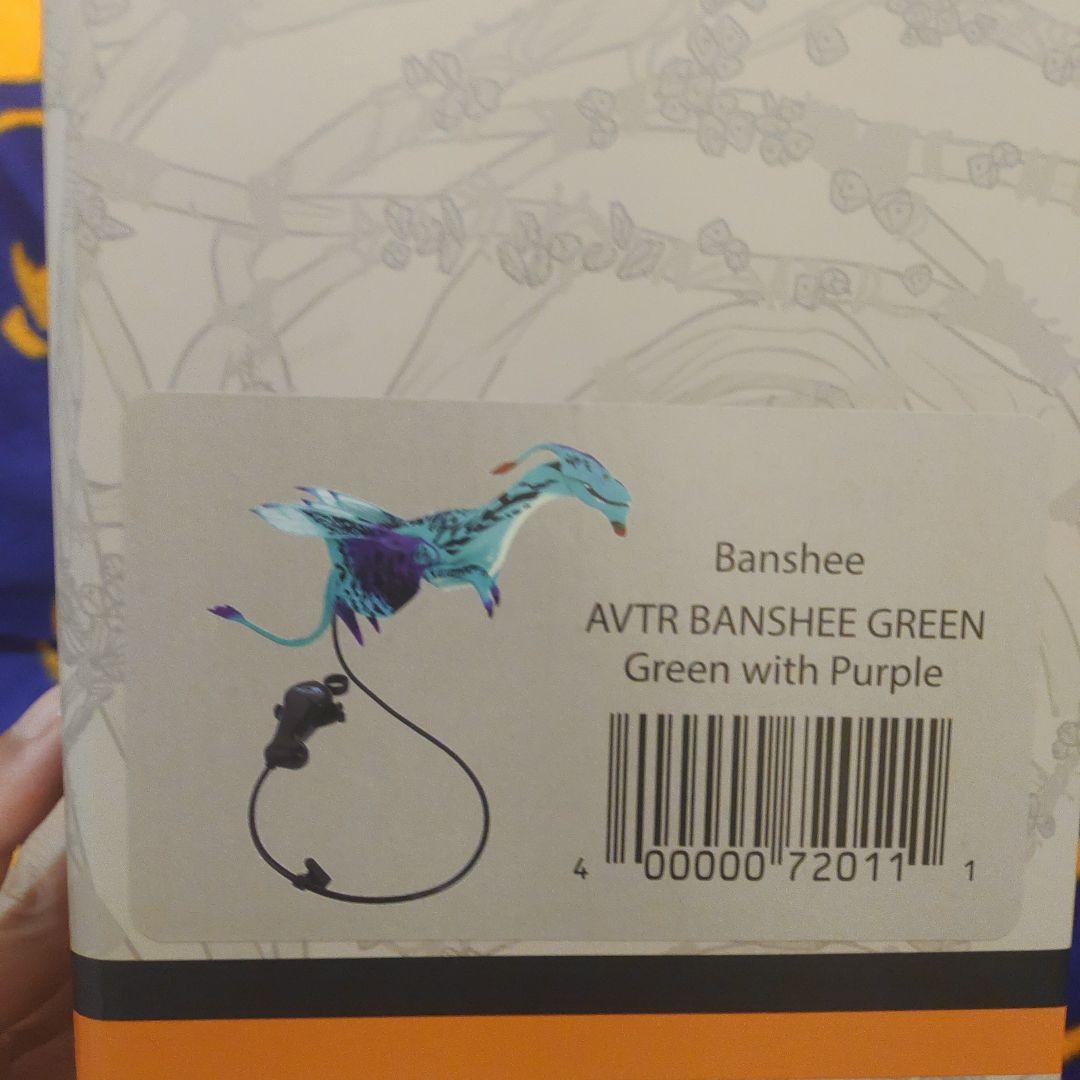 Banshee
AVTR BANSHEE GREEN
Green with Purple
4 00000 72011 1